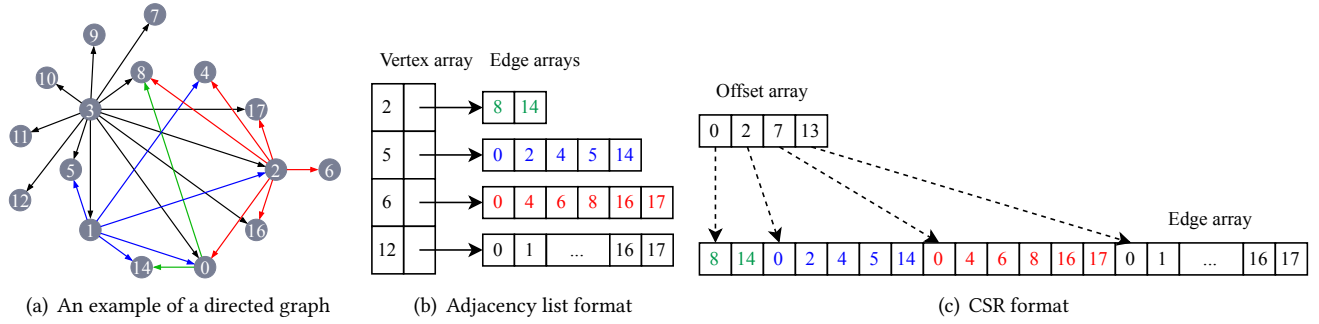 7
9
8
4
10
3
17
11
5
2
6
12
1
16
14
0
(a) An example of a directed graph
Vertex array Edge arrays
2 8 14
5 0 2 4 5 14
6 0 4 6 8 16 17
12 0 1 ... 16 17
(b) Adjacency list format
Offset array
0 2 7 13
Edge array
8 14 0 2 4 5 14 0 4 6 8 16 17 0 1 ... 16 17
(c) CSR format